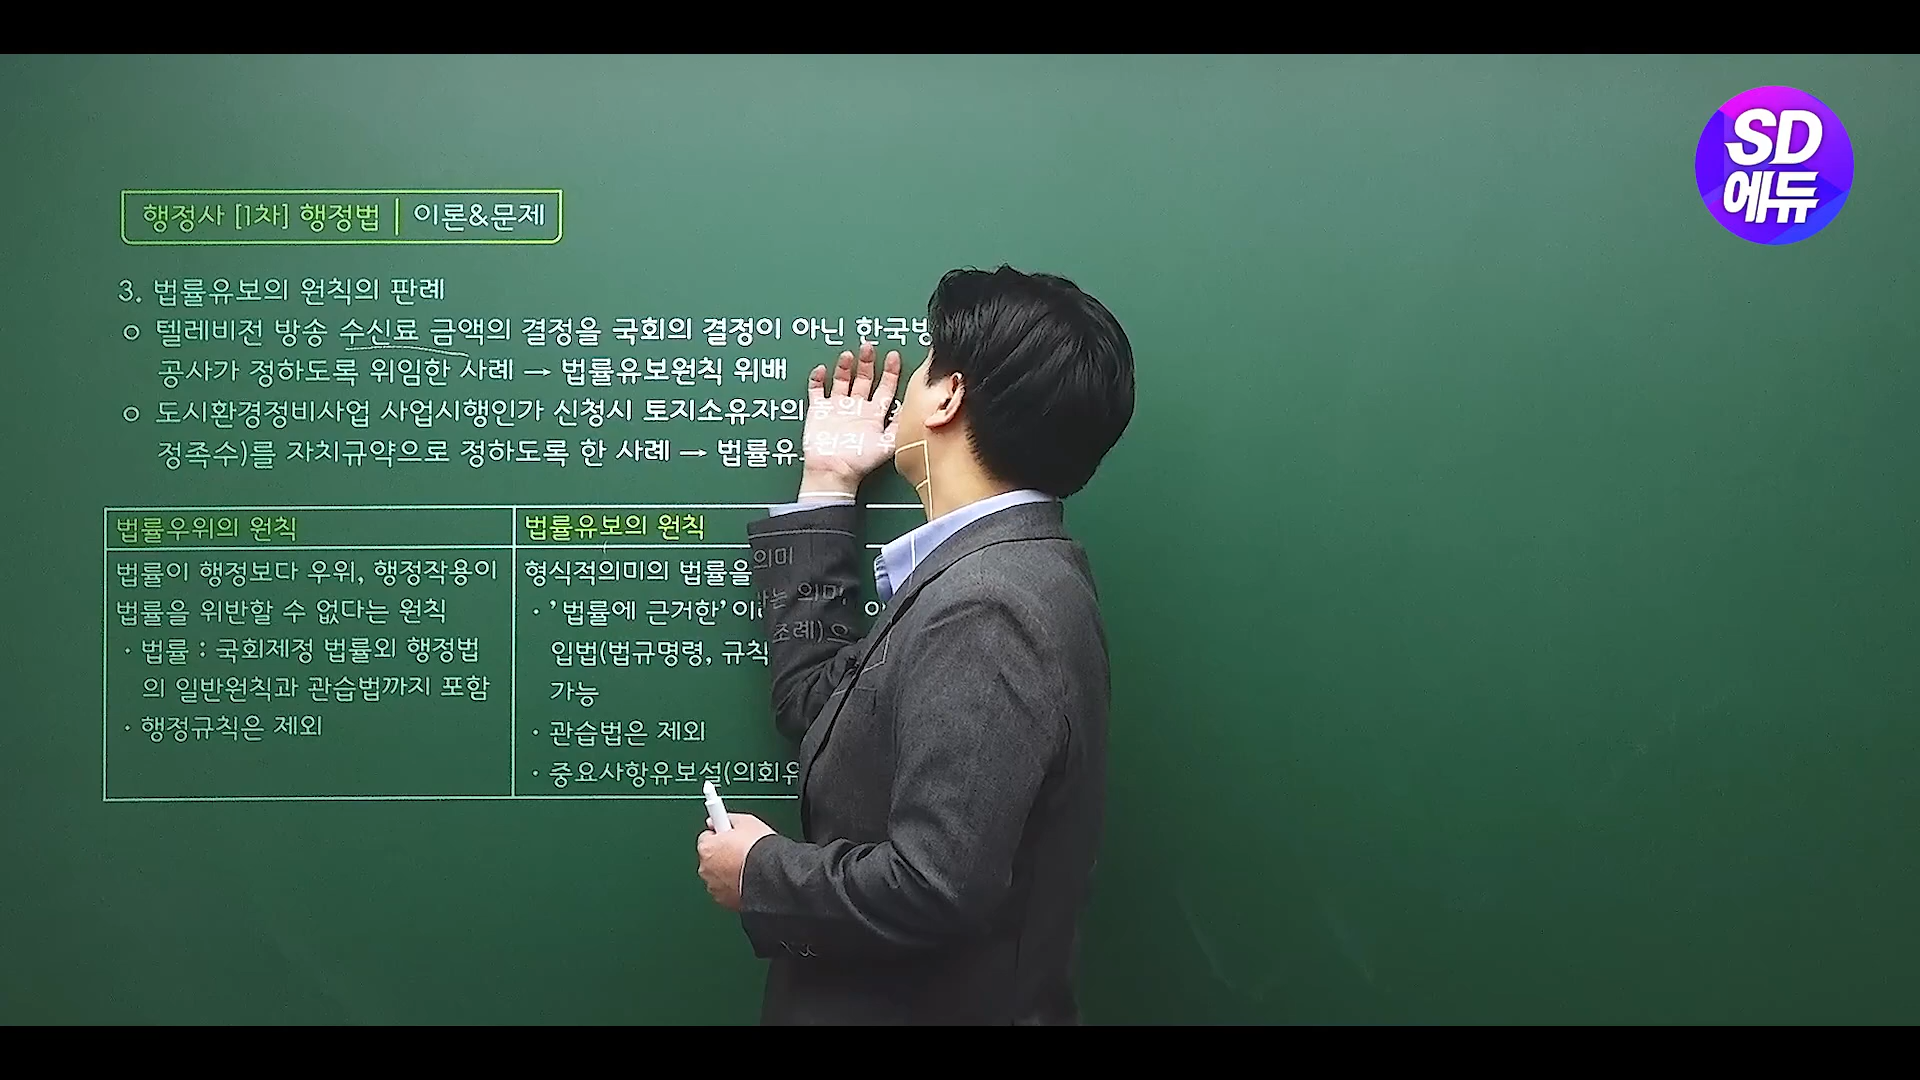 SD
에듀
행정사 [1차] 행정법 | 이론&문제
3. 법률유보의 원칙의 판례
○ 텔레비전 방송 수신료 금액의 결정을 국회의 결정이 아닌 한국방
공사가 정하도록 위임한 사례 → 법률유보원칙 위배
○ 도시환경정비사업 사업시행인가 신청시 토지소유자의 동의
정족수)를 자치규약으로 정하도록 한 사례 → 법률유보원칙
법률우위의 원칙
법률이 행정보다 우위, 행정작용이
법률을 위반할 수 없다는 원칙
· 법률 : 국회제정 법률외 행정법
의 일반원칙과 관습법까지 포함
· 행정규칙은 제외
법률유보의 원칙
형식적의미의 법률을 의미
· '법률에 근거한' 의미
입법(법규명령, 규칙 조례)으
가능
· 관습법은 제외
· 중요사항유보설(의회유